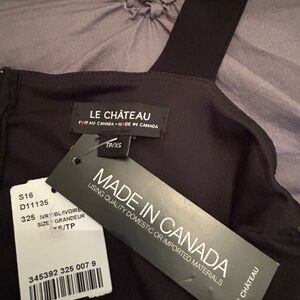 LE CHÂTEAU
FAIT AU CANADA • MADE IN CANADA
TP/XS
MADE IN CANADA
USING QUALITY DOMESTIC OR IMPORTED MATERIALS
CHATEAU
S16
D11135
325
SIZE / GRANDEUR
XS/TP
345392 325 007 9